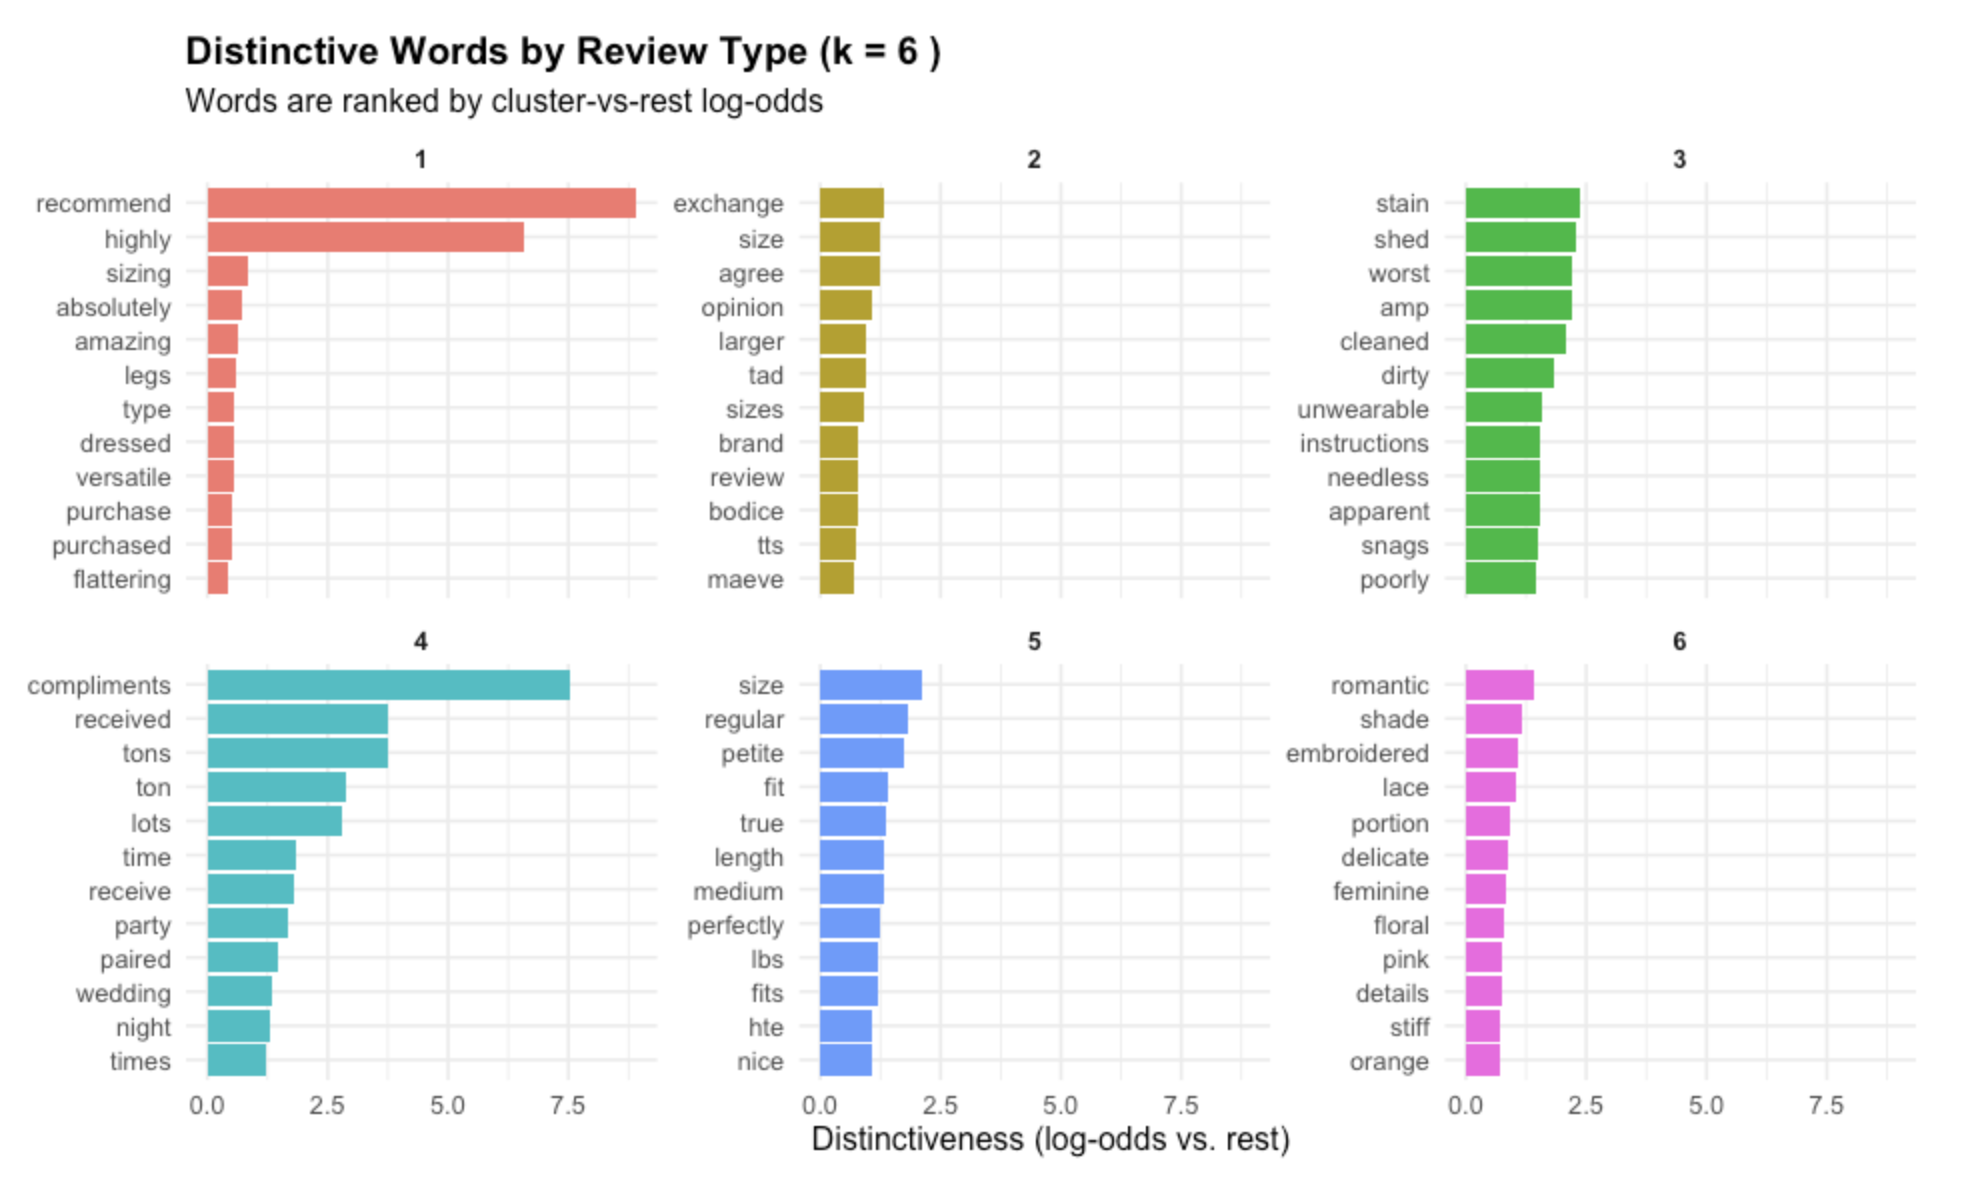 Distinctive Words by Review Type (k = 6 )
Words are ranked by cluster-vs-rest log-odds
1
recommend
highly
sizing
absolutely
amazing
legs
type
dressed
versatile
purchase
purchased
flattering
2
exchange
size
agree
opinion
larger
tad
sizes
brand
review
bodice
tts
maeve
3
stain
shed
worst
amp
cleaned
dirty
unwearable
instructions
needless
apparent
snags
poorly
4
compliments
received
tons
ton
lots
time
receive
party
paired
wedding
night
times
0.0 2.5 5.0 7.5
5
size
regular
petite
fit
true
length
medium
perfectly
lbs
fits
hte
nice
0.0 2.5 5.0 7.5
6
romantic
shade
embroidered
lace
portion
delicate
feminine
floral
pink
details
stiff
orange
0.0 2.5 5.0 7.5
Distinctiveness (log-odds vs. rest)